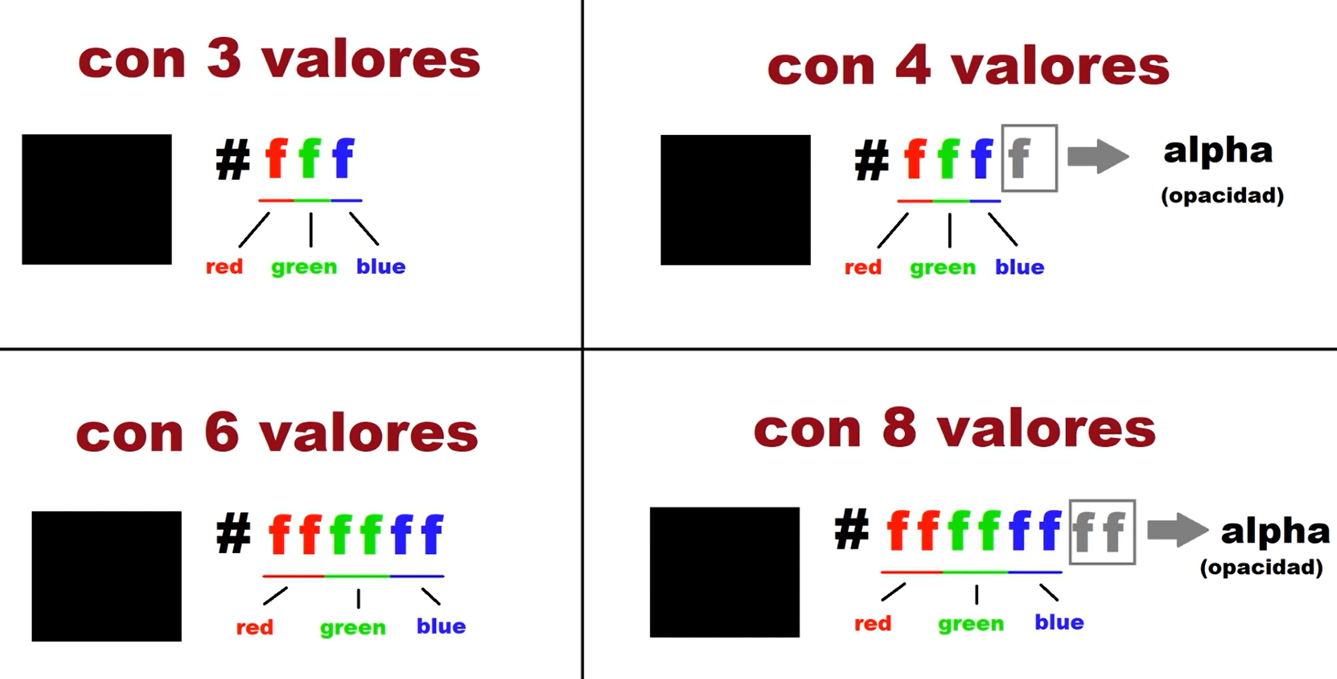 con 3 valores
# f f f
red green blue
con 4 valores
# f f f f
alpha
(opacidad)
red green blue
con 6 valores
# f f f f f f
red green blue
con 8 valores
# f f f f f f f f
alpha
(opacidad)
red green blue